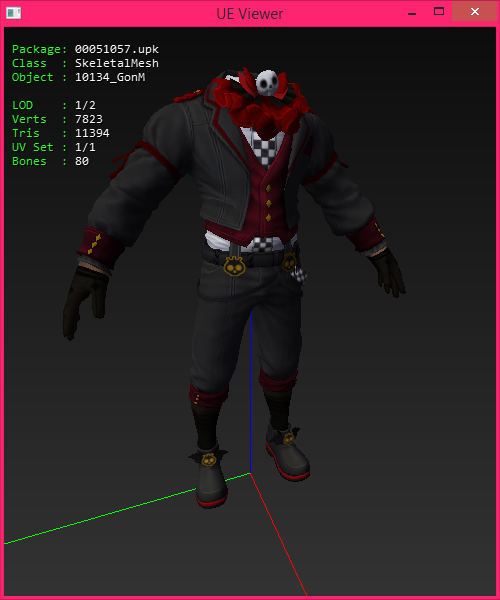 UE Viewer
Package: 00051057.upk
Class : SkeletalMesh
Object : 10134_GonM
LOD : 1/2
Verts : 7823
Tris : 11394
UV Set : 1/1
Bones : 80